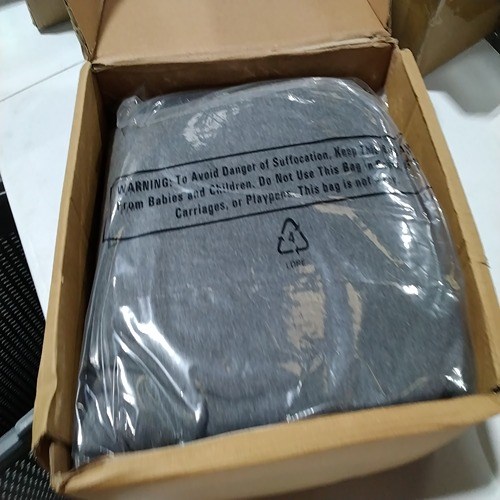 WARNING: To Avoid Danger of Suffocation, Keep
From Babies and Children. Do Not Use This Bag
Carriages, or Playpens. This bag is not
4
LDPE